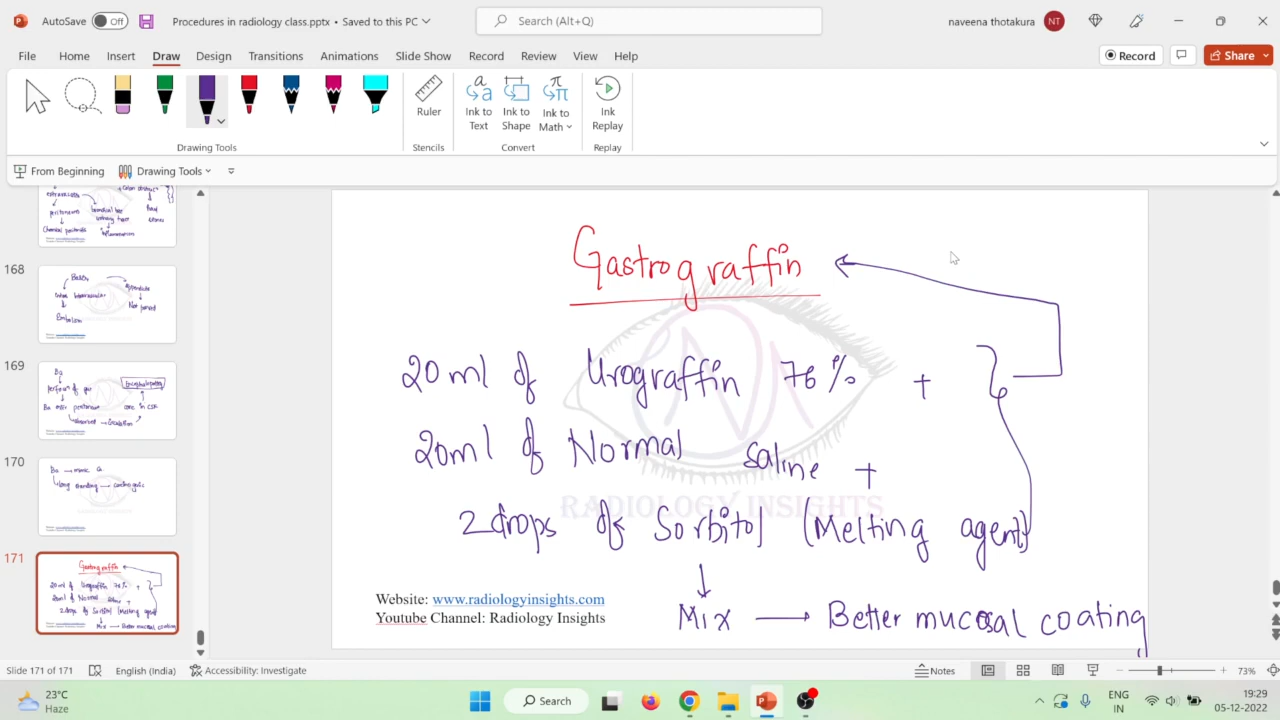 AutoSave Off Procedures in radiology class.pptx • Saved to this PC Search (Alt+Q) naveena thotakura NT
File Home Insert Draw Design Transitions Animations Slide Show Record Review View Help Record Share
Ruler Ink to Text Ink to Shape Ink to Math Ink Replay
Drawing Tools Stencils Convert Replay
From Beginning Drawing Tools
168
169
170
171
Gastrograffin
20ml of Urograffin 76% +
20ml of Normal saline +
2 drops of Sorbitol (Melting agent)
Mix → Better mucosal coating
RADIOLOGY INSIGHTS
Website: www.radiologyinsights.com
Youtube Channel: Radiology Insights
Slide 171 of 171 English (India) Accessibility: Investigate Notes 73%
23°C
Haze
Search
ENG
IN
19:29
05-12-2022